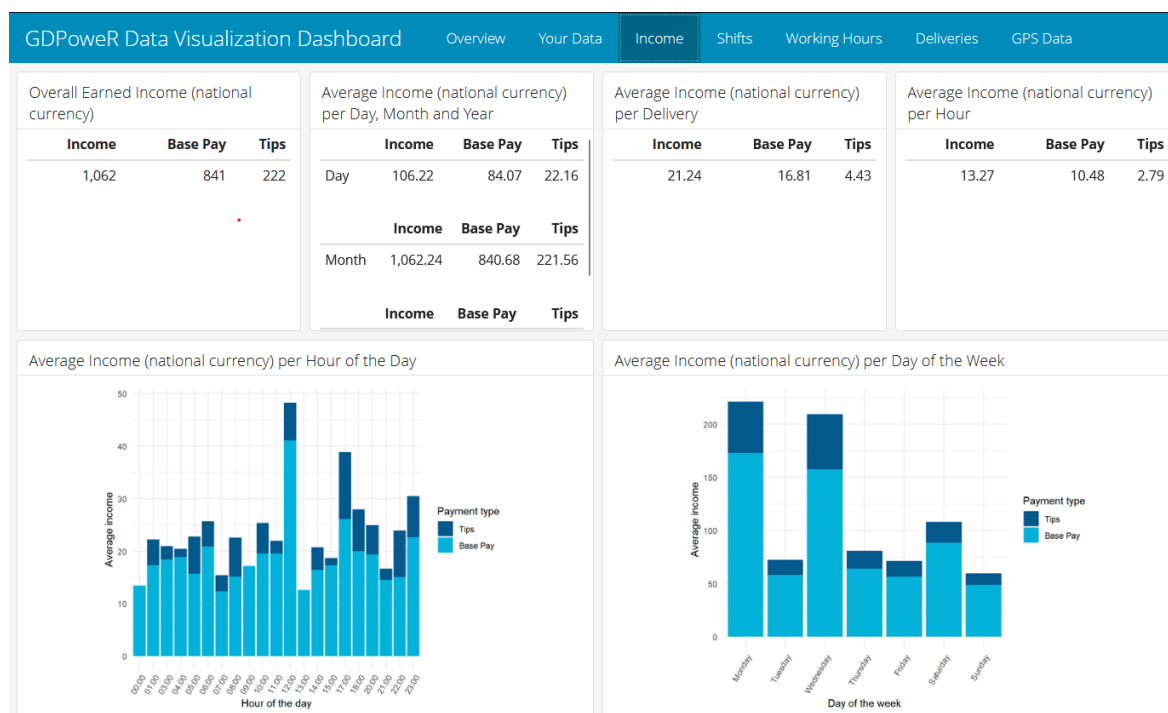 GDPoweR Data Visualization Dashboard Overview Your Data Income Shifts Working Hours Deliveries GPS Data
Overall Earned Income (national
currency)
Income Base Pay Tips
1,062 841 222
Average Income (national currency)
per Day, Month and Year
Income Base Pay Tips
Day 106.22 84.07 22.16
Income Base Pay Tips
Month 1,062.24 840.68 221.56
Income Base Pay Tips
Average Income (national currency)
per Delivery
Income Base Pay Tips
21.24 16.81 4.43
Average Income (national currency)
per Hour
Income Base Pay Tips
13.27 10.48 2.79
Average Income (national currency) per Hour of the Day
50
40
30
20
10
0
Average income
00:00 01:00 03:00 04:00 05:00 06:00 07:00 08:00 09:00 10:00 11:00 12:00 13:00 14:00 15:00 17:00 18:00 20:00 21:00 22:00 23:00
Hour of the day
Payment type
Tips
Base Pay
Average Income (national currency) per Day of the Week
200
150
100
50
0
Average income
Monday Tuesday Wednesday Thursday Friday Saturday Sunday
Day of the week
Payment type
Tips
Base Pay